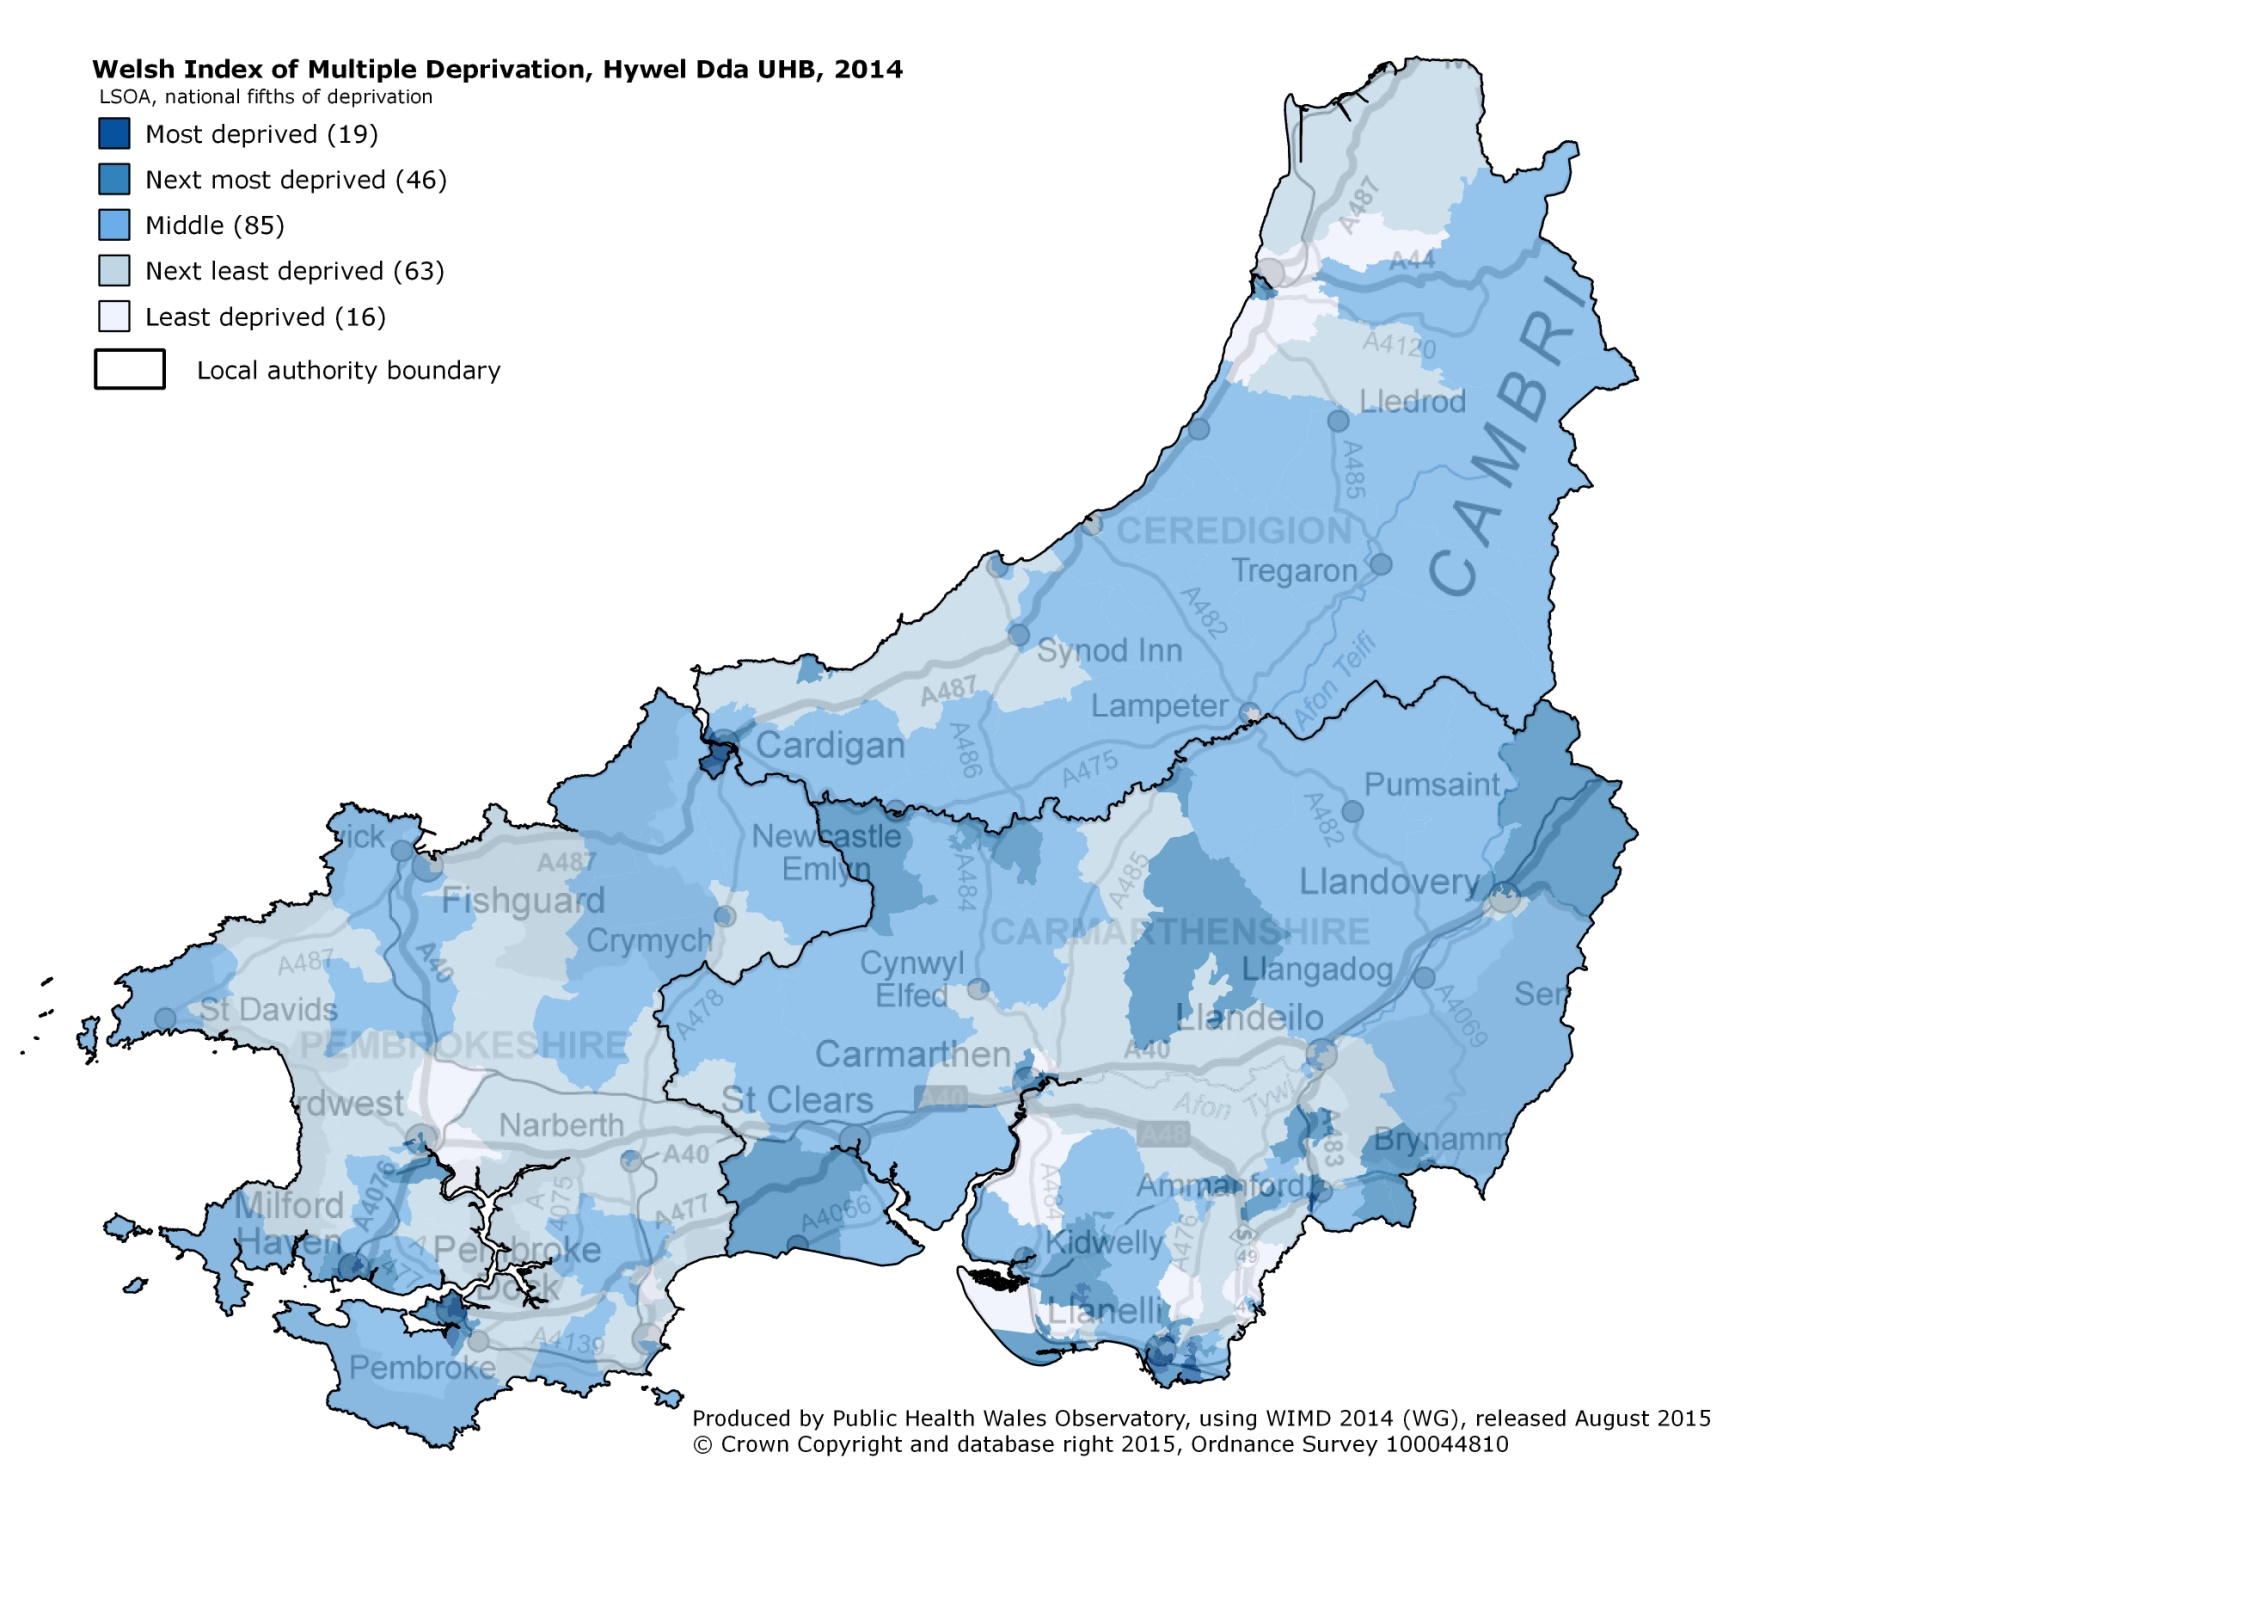 Welsh Index of Multiple Deprivation, Hywel Dda UHB, 2014
LSOA, national fifths of deprivation
Most deprived (19)
Next most deprived (46)
Middle (85)
Next least deprived (63)
Least deprived (16)
Local authority boundary
A487
A44
CAMBRI
A4120
Lledrod
A485
CEREDIGION
Tregaron
A482
Synod Inn
Afon Teifi
A487
Lampeter
Cardigan
A486
A475
Pumsaint
A482
Newcastle
Emlyn
A487
A484
A485
Llandovery
Fishguard
Crymych
CARMARTHENSHIRE
Cynwyl
Elfed
Llangadog
A487
A40
St Davids
A478
Llandeilo
A4069
PEMBROKESHIRE
Carmarthen
A40
rdwest
St Clears
A40
Afon Tywi
Narberth
A48
A483
Brynamm
A40
A4076
A4075
A484
Ammanford
Milford
Haven
A477
A477
A4066
Pembroke
Dock
Kidwelly
A476
S
49
48
Llanelli
A4139
Pembroke
Produced by Public Health Wales Observatory, using WIMD 2014 (WG), released August 2015
© Crown Copyright and database right 2015, Ordnance Survey 100044810